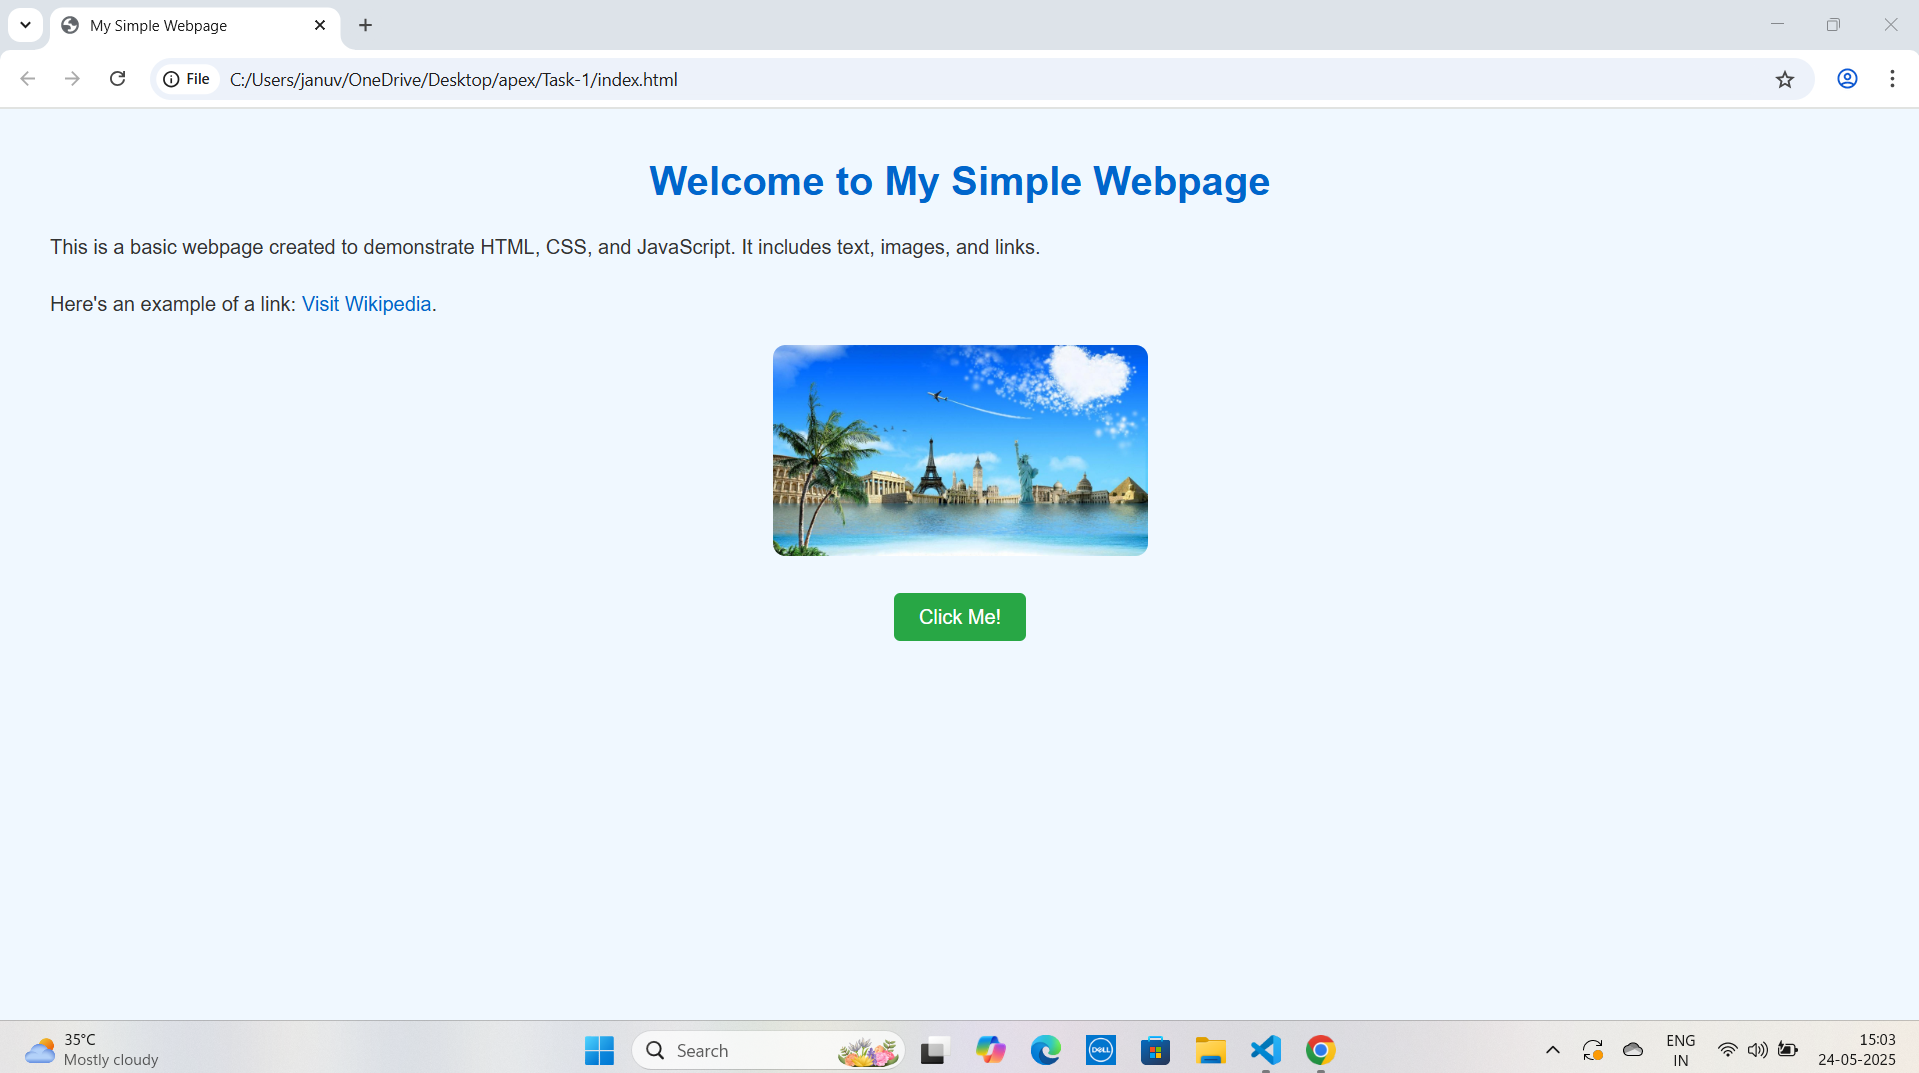 My Simple Webpage
File C:/Users/januv/OneDrive/Desktop/apex/Task-1/index.html
Welcome to My Simple Webpage
This is a basic webpage created to demonstrate HTML, CSS, and JavaScript. It includes text, images, and links.
Here's an example of a link: Visit Wikipedia.
Click Me!
35°C
Mostly cloudy
Search
DELL
ENG
IN
15:03
24-05-2025